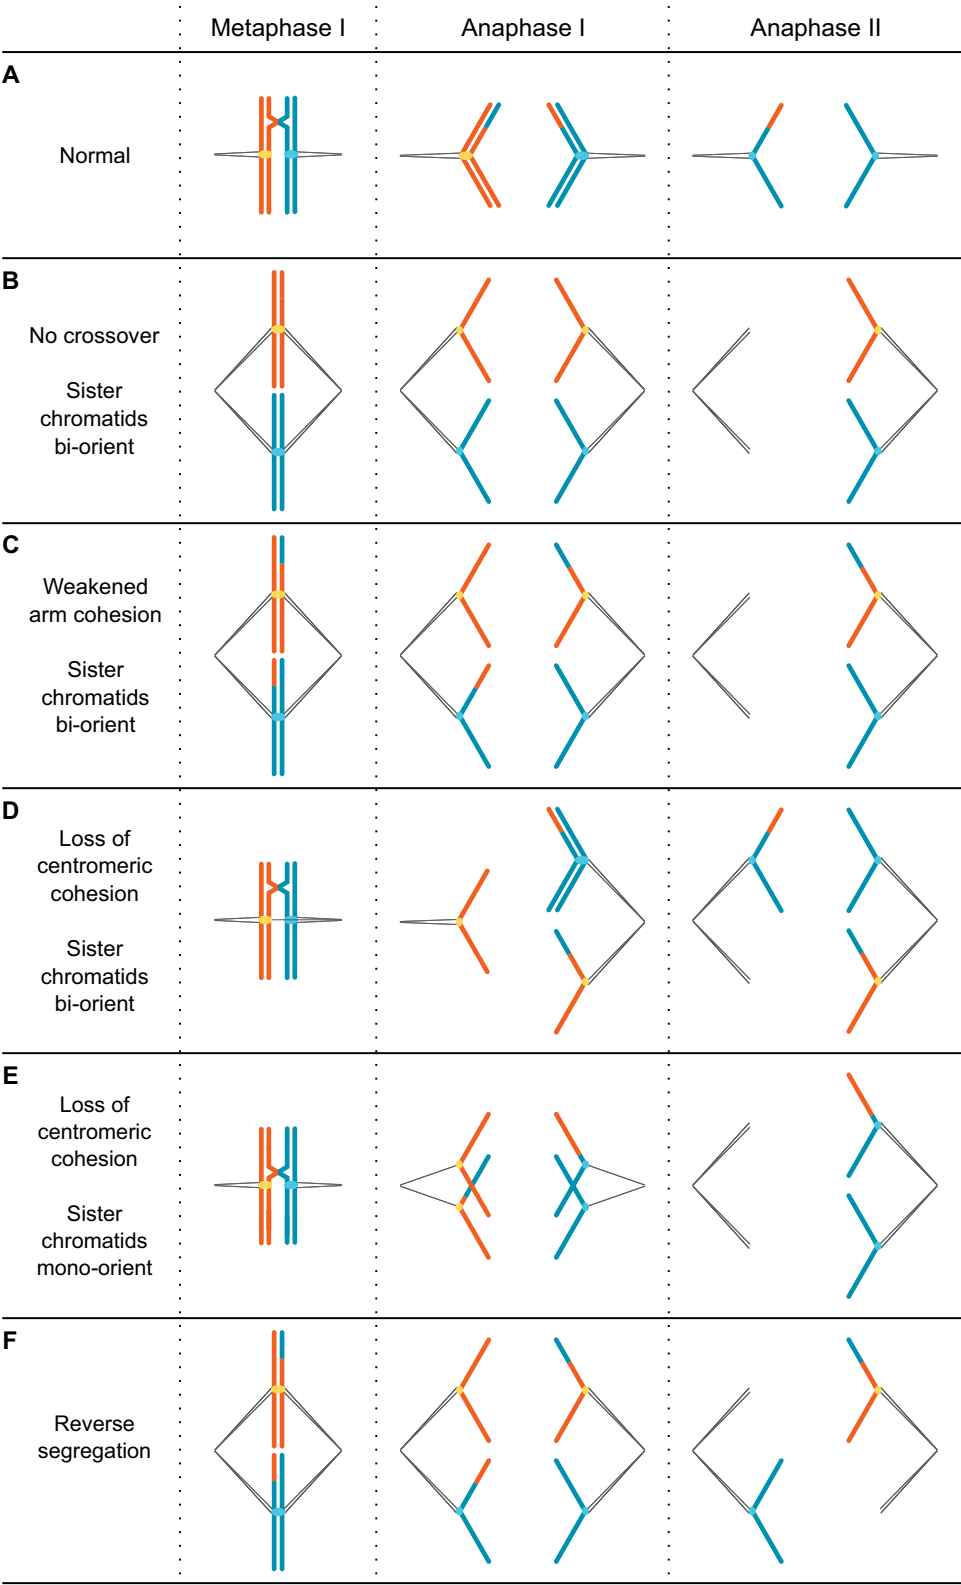 Metaphase I Anaphase I Anaphase II
A
Normal
B
No crossover
Sister
chromatids
bi-orient
C
Weakened
arm cohesion
Sister
chromatids
bi-orient
D
Loss of
centromeric
cohesion
Sister
chromatids
bi-orient
E
Loss of
centromeric
cohesion
Sister
chromatids
mono-orient
F
Reverse
segregation